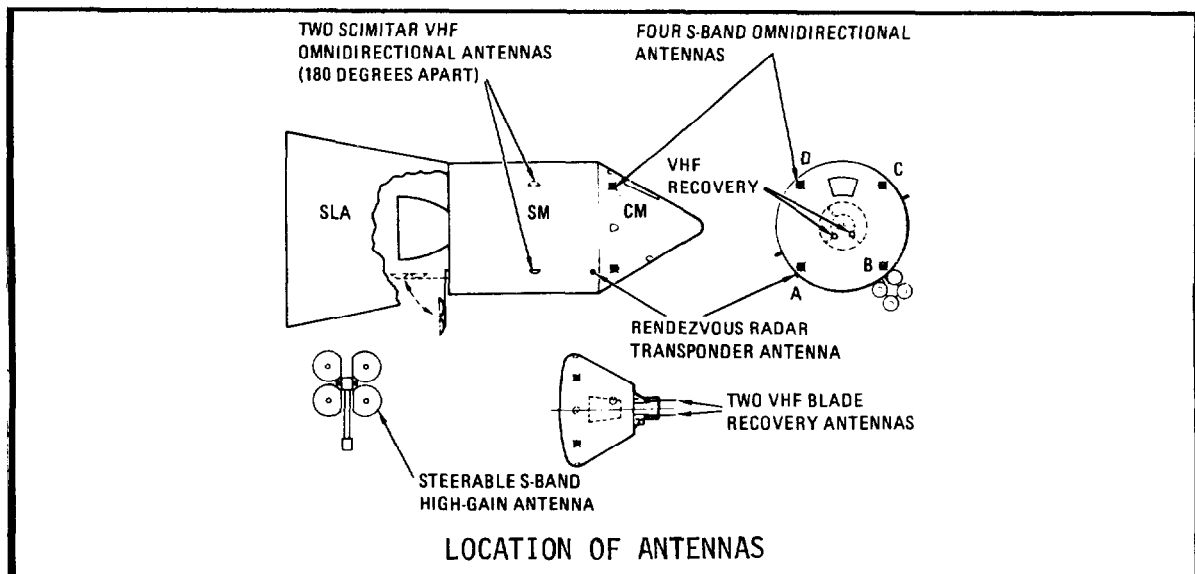 TWO SCIMITAR VHF
OMNIDIRECTIONAL ANTENNAS
(180 DEGREES APART)
FOUR S-BAND OMNIDIRECTIONAL
ANTENNAS
D
C
VHF
RECOVERY
SLA
SM
CM
B
A
RENDEZVOUS RADAR
TRANSPONDER ANTENNA
TWO VHF BLADE
RECOVERY ANTENNAS
STEERABLE S-BAND
HIGH-GAIN ANTENNA
LOCATION OF ANTENNAS